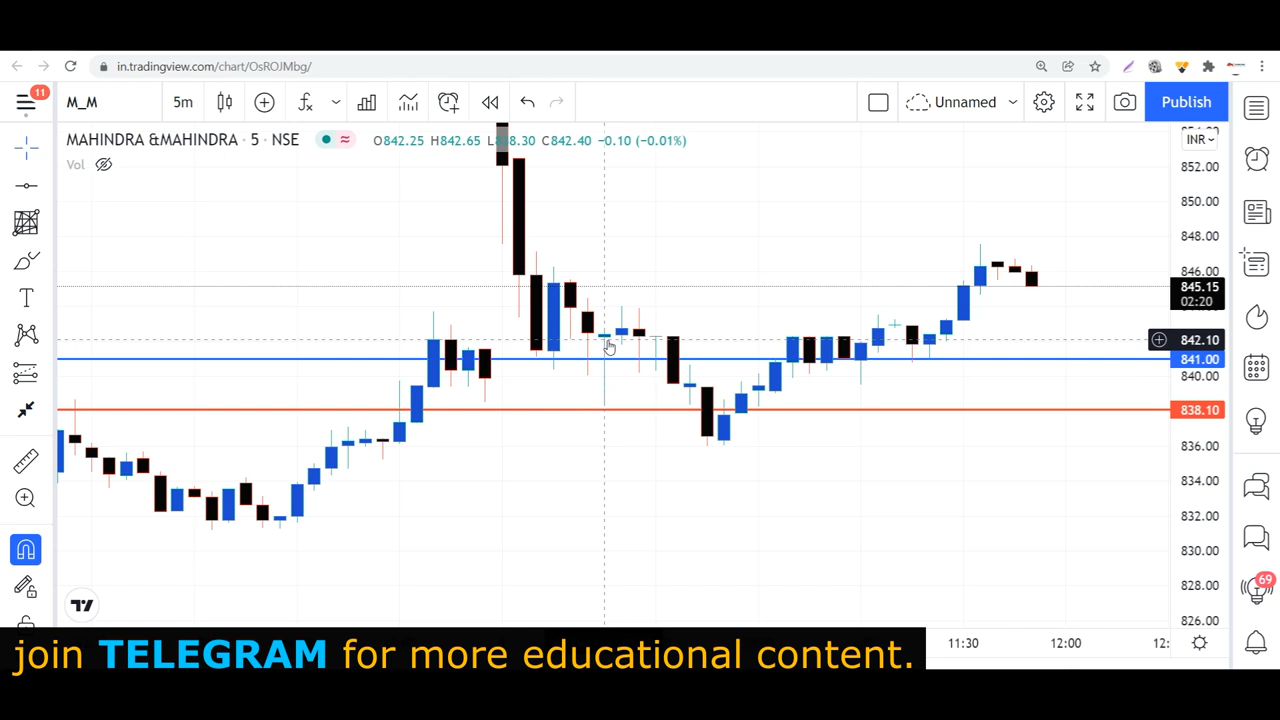 in.tradingview.com/chart/OsROJMbg/
11
M_M
5m
Unnamed
Publish
MAHINDRA &MAHINDRA · 5 · NSE
O842.25 H842.65 L838.30 C842.40 −0.10 (−0.01%)
Vol
INR
852.00
850.00
848.00
846.00
845.15
02:20
842.10
841.00
840.00
838.10
836.00
834.00
832.00
830.00
828.00
826.00
69
11:30
12:00
12:
join TELEGRAM for more educational content.